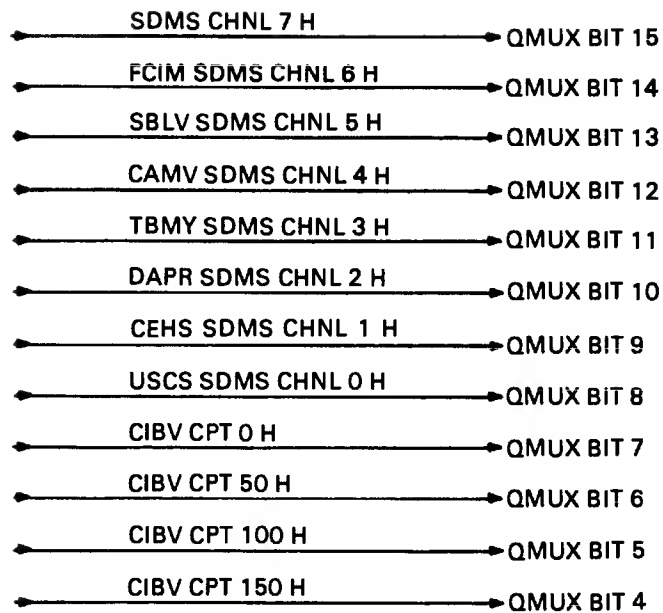 SDMS CHNL 7 H QMUX BIT 15
FCIM SDMS CHNL 6 H QMUX BIT 14
SBLV SDMS CHNL 5 H QMUX BIT 13
CAMV SDMS CHNL 4 H QMUX BIT 12
TBMY SDMS CHNL 3 H QMUX BIT 11
DAPR SDMS CHNL 2 H QMUX BIT 10
CEHS SDMS CHNL 1 H QMUX BIT 9
USCS SDMS CHNL 0 H QMUX BIT 8
CIBV CPT 0 H QMUX BIT 7
CIBV CPT 50 H QMUX BIT 6
CIBV CPT 100 H QMUX BIT 5
CIBV CPT 150 H QMUX BIT 4